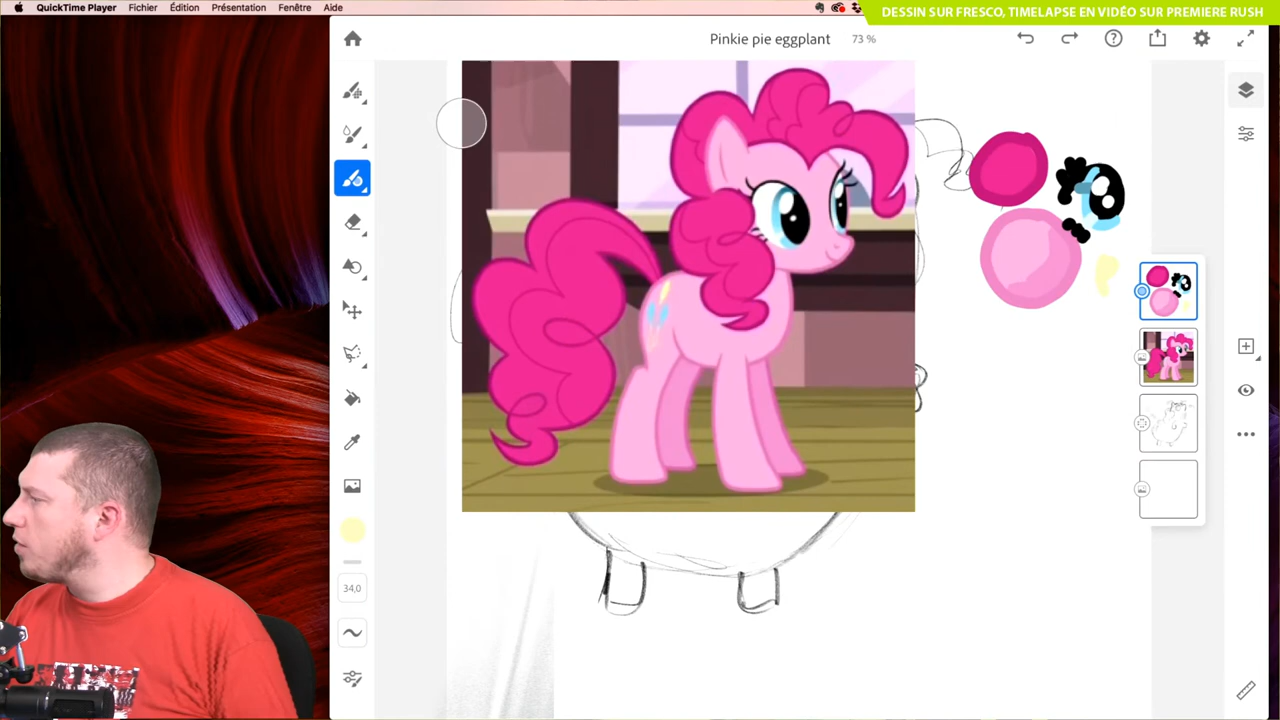 QuickTime Player Fichier Édition Présentation Fenêtre Aide
DESSIN SUR FRESCO, TIMELAPSE EN VIDÉO SUR PREMIERE RUSH
Pinkie pie eggplant 73 %
34,0